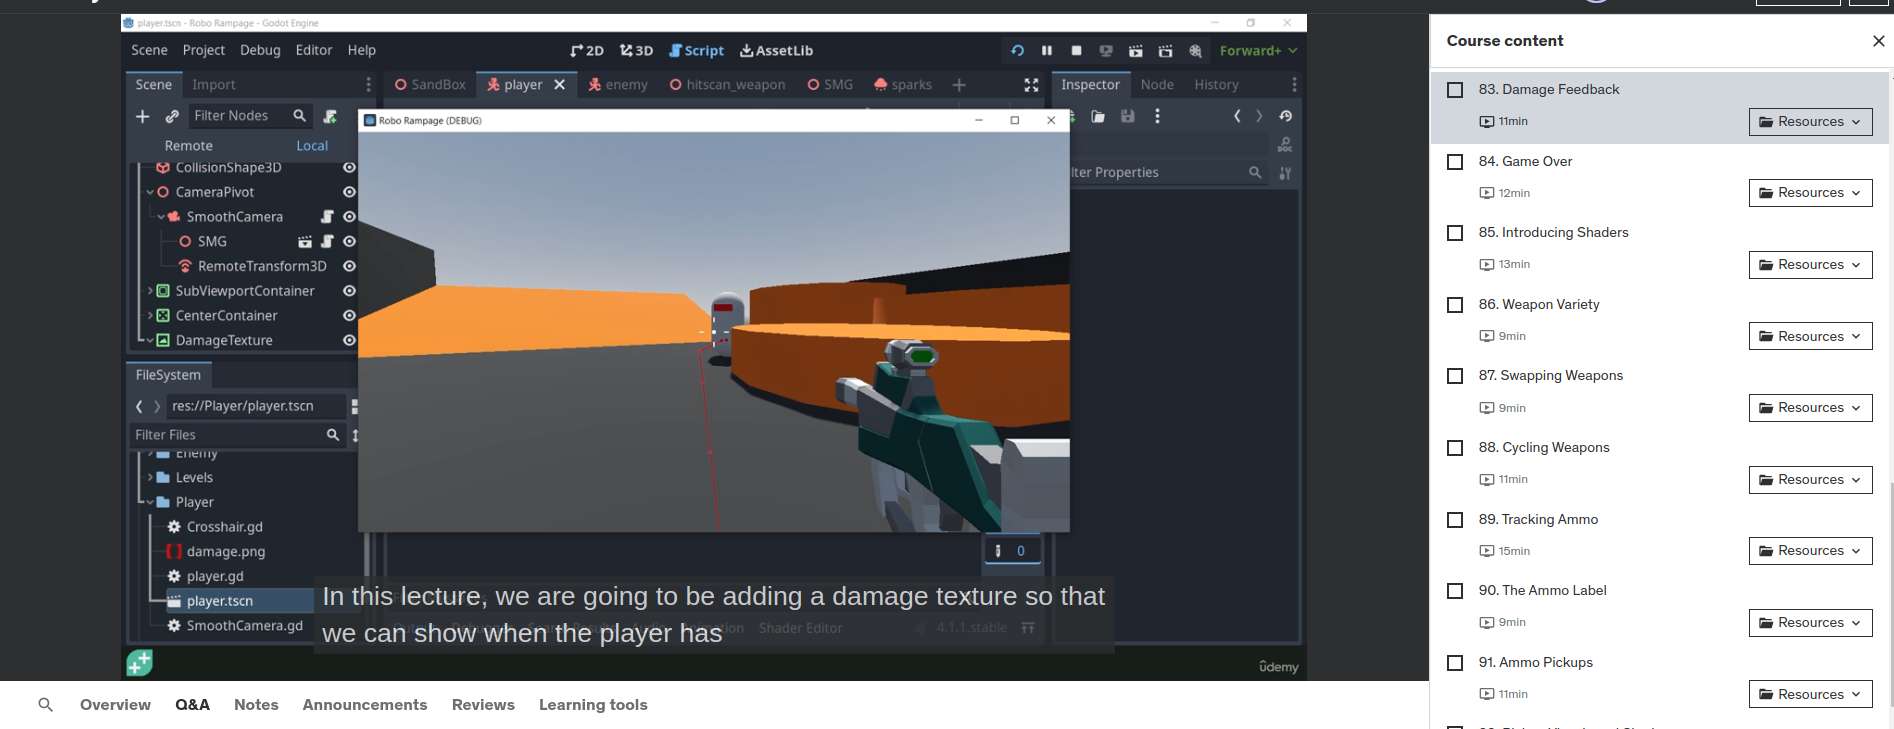 player.tscn - Robo Rampage - Godot Engine
Scene Project Debug Editor Help
2D 3D Script AssetLib
Forward+
Scene Import
SandBox player enemy hitscan_weapon SMG sparks
Inspector Node History
Filter Nodes
Remote Local
CollisionShape3D
CameraPivot
SmoothCamera
SMG
RemoteTransform3D
SubViewportContainer
CenterContainer
DamageTexture
FileSystem
res://Player/player.tscn
Filter Files
Enemy
Levels
Player
Crosshair.gd
damage.png
player.gd
player.tscn
SmoothCamera.gd
Robo Rampage (DEBUG)
lter Properties
0
In this lecture, we are going to be adding a damage texture so that
we can show when the player has
Shader Editor
4.1.1.stable
ûdemy
Overview Q&A Notes Announcements Reviews Learning tools
Course content
83. Damage Feedback
11min Resources
84. Game Over
12min Resources
85. Introducing Shaders
13min Resources
86. Weapon Variety
9min Resources
87. Swapping Weapons
9min Resources
88. Cycling Weapons
11min Resources
89. Tracking Ammo
15min Resources
90. The Ammo Label
9min Resources
91. Ammo Pickups
11min Resources